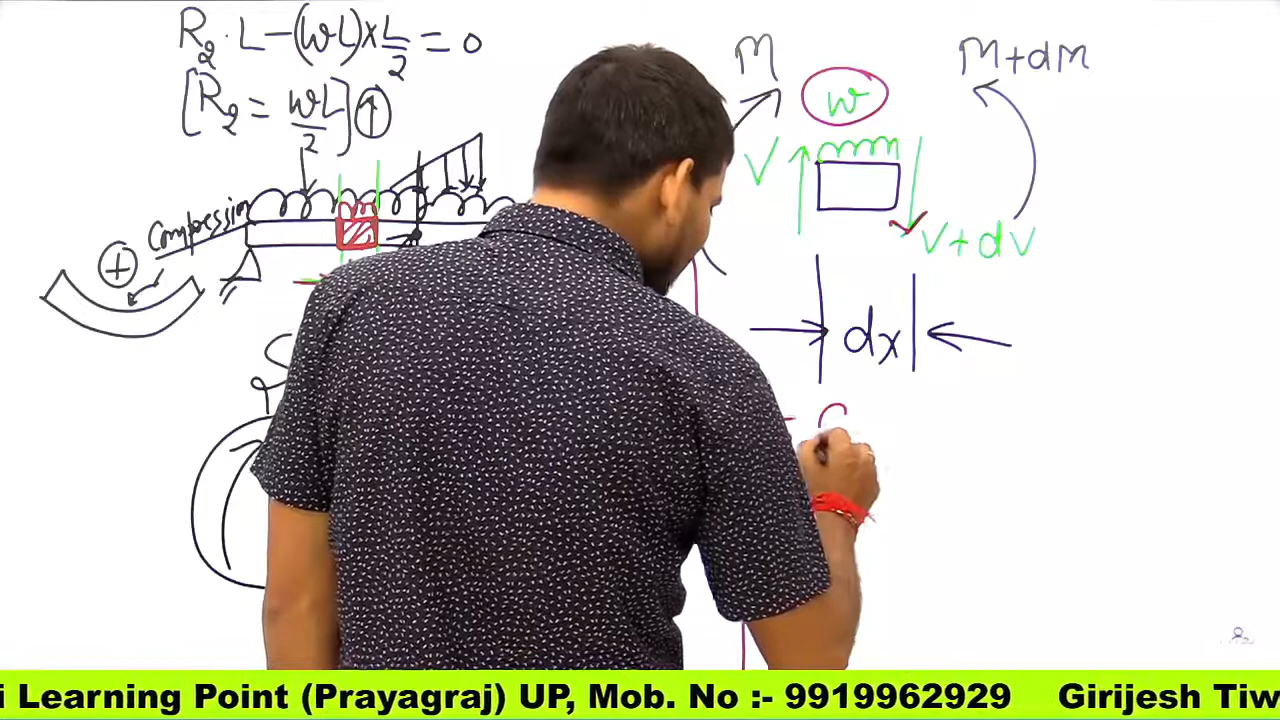 R₂ · L − (wL) × L/2 = 0
[R₂ = wL/2] ↑
Compression
+
M
w
M+dM
V
V+dV
dx
i Learning Point (Prayagraj) UP, Mob. No :- 9919962929 Girijesh Tiw